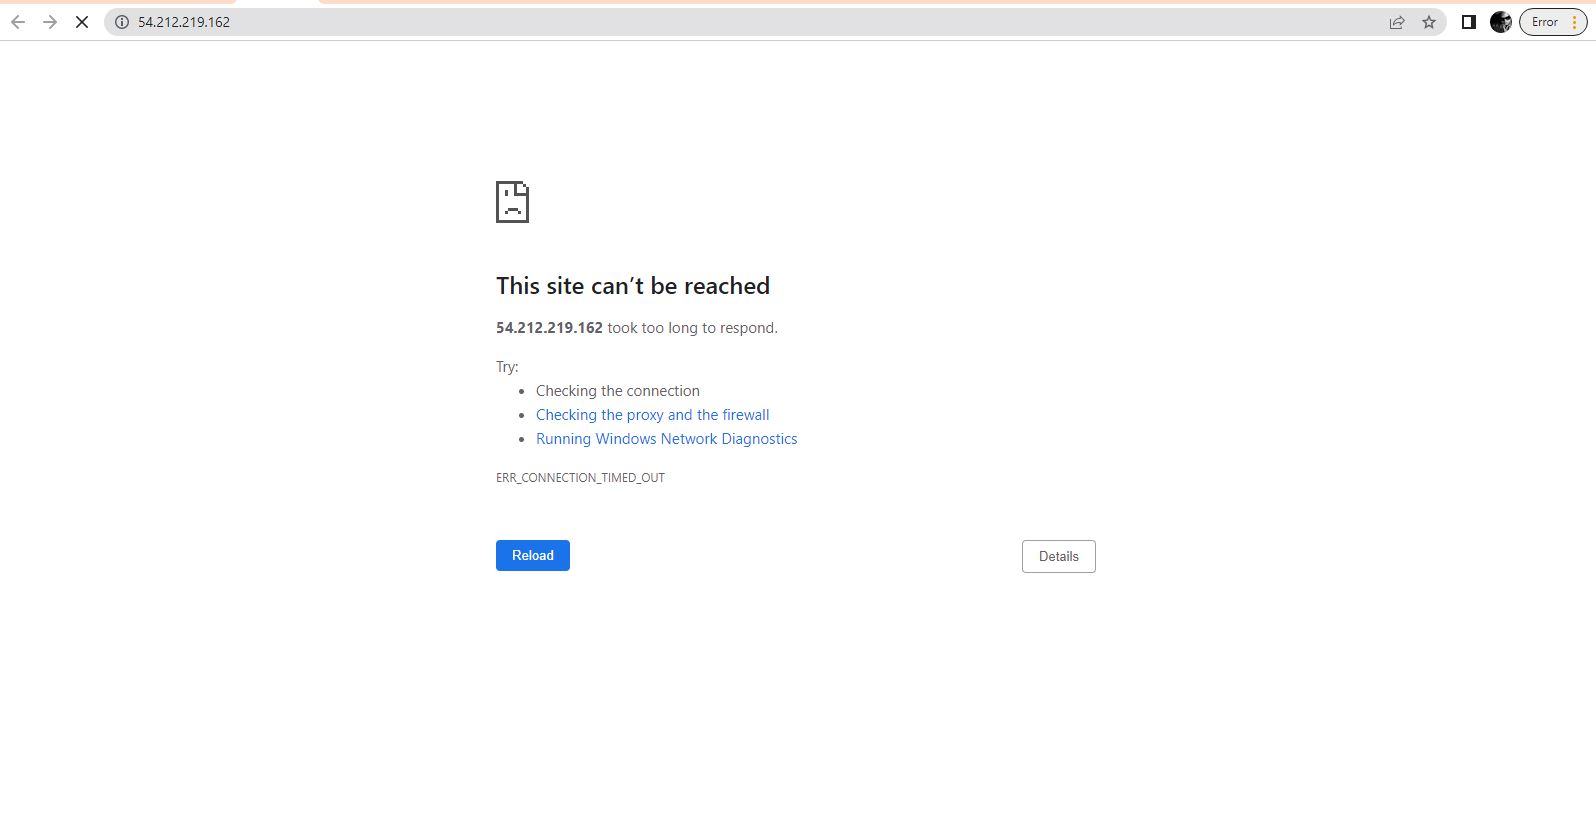 54.212.219.162
Error
This site can’t be reached
54.212.219.162 took too long to respond.
Try:
Checking the connection
Checking the proxy and the firewall
Running Windows Network Diagnostics
ERR_CONNECTION_TIMED_OUT
Reload
Details